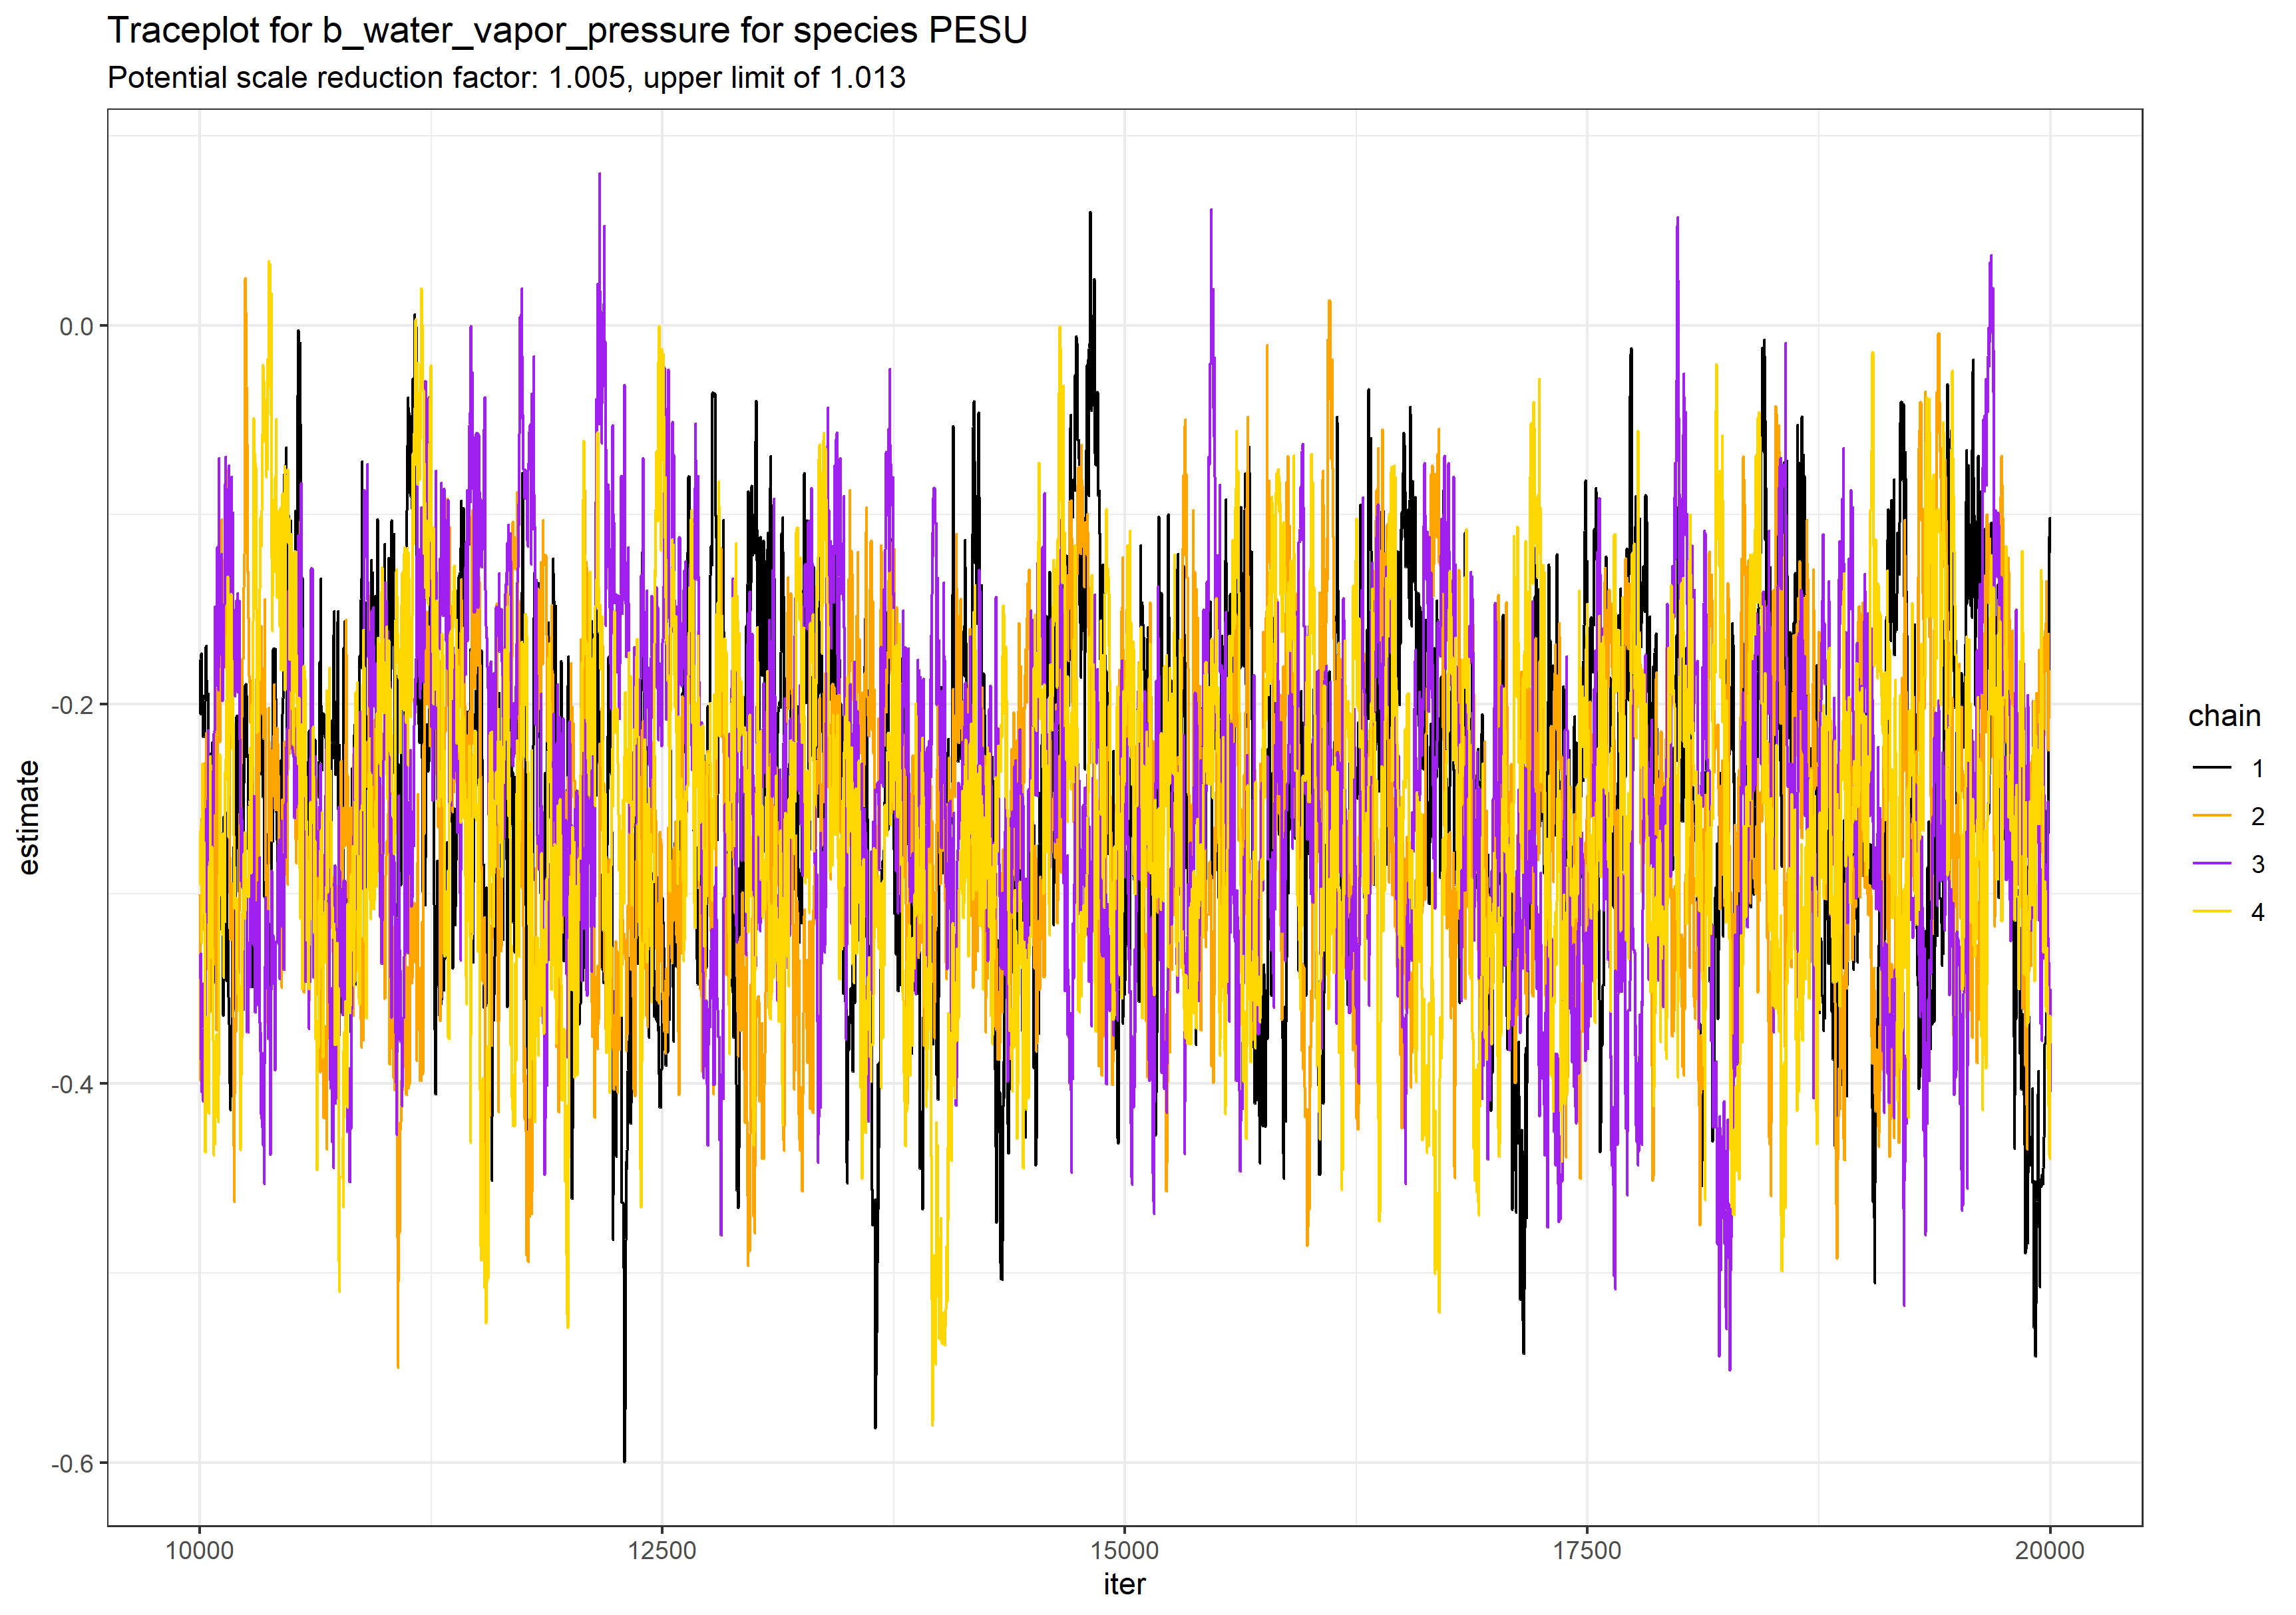 Traceplot for b_water_vapor_pressure for species PESU
Potential scale reduction factor: 1.005, upper limit of 1.013
0.0
-0.2
-0.4
-0.6
estimate
10000
12500
15000
17500
20000
iter
chain
1
2
3
4